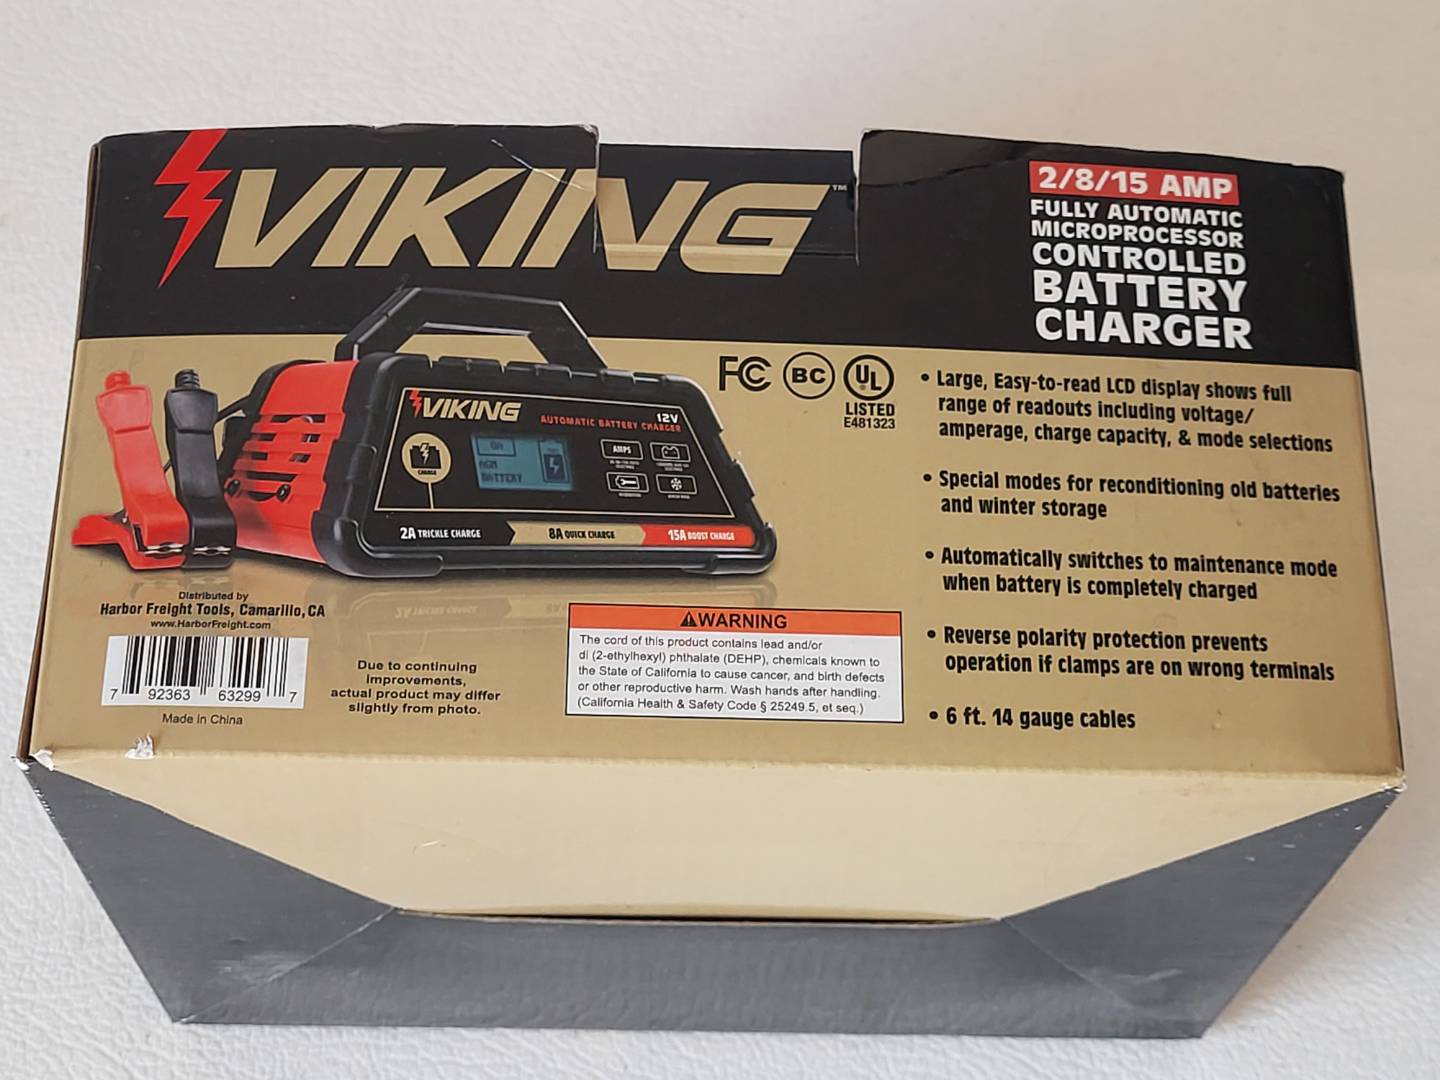 VIKING™
2/8/15 AMP
FULLY AUTOMATIC
MICROPROCESSOR
CONTROLLED
BATTERY
CHARGER
FC BC UL
LISTED
E481323
VIKING
12V
AUTOMATIC BATTERY CHARGER
AMPS
CHARGE
AGM
BATTERY
2A TRICKLE CHARGE
8A QUICK CHARGE
15A BOOST CHARGE
• Large, Easy-to-read LCD display shows full
range of readouts including voltage/
amperage, charge capacity, & mode selections
• Special modes for reconditioning old batteries
and winter storage
• Automatically switches to maintenance mode
when battery is completely charged
• Reverse polarity protection prevents
operation if clamps are on wrong terminals
• 6 ft. 14 gauge cables
Distributed by
Harbor Freight Tools, Camarillo, CA
www.HarborFreight.com
7 92363 63299 7
Made in China
Due to continuing
improvements,
actual product may differ
slightly from photo.
⚠WARNING
The cord of this product contains lead and/or
di (2-ethylhexyl) phthalate (DEHP), chemicals known to
the State of California to cause cancer, and birth defects
or other reproductive harm. Wash hands after handling.
(California Health & Safety Code § 25249.5, et seq.)